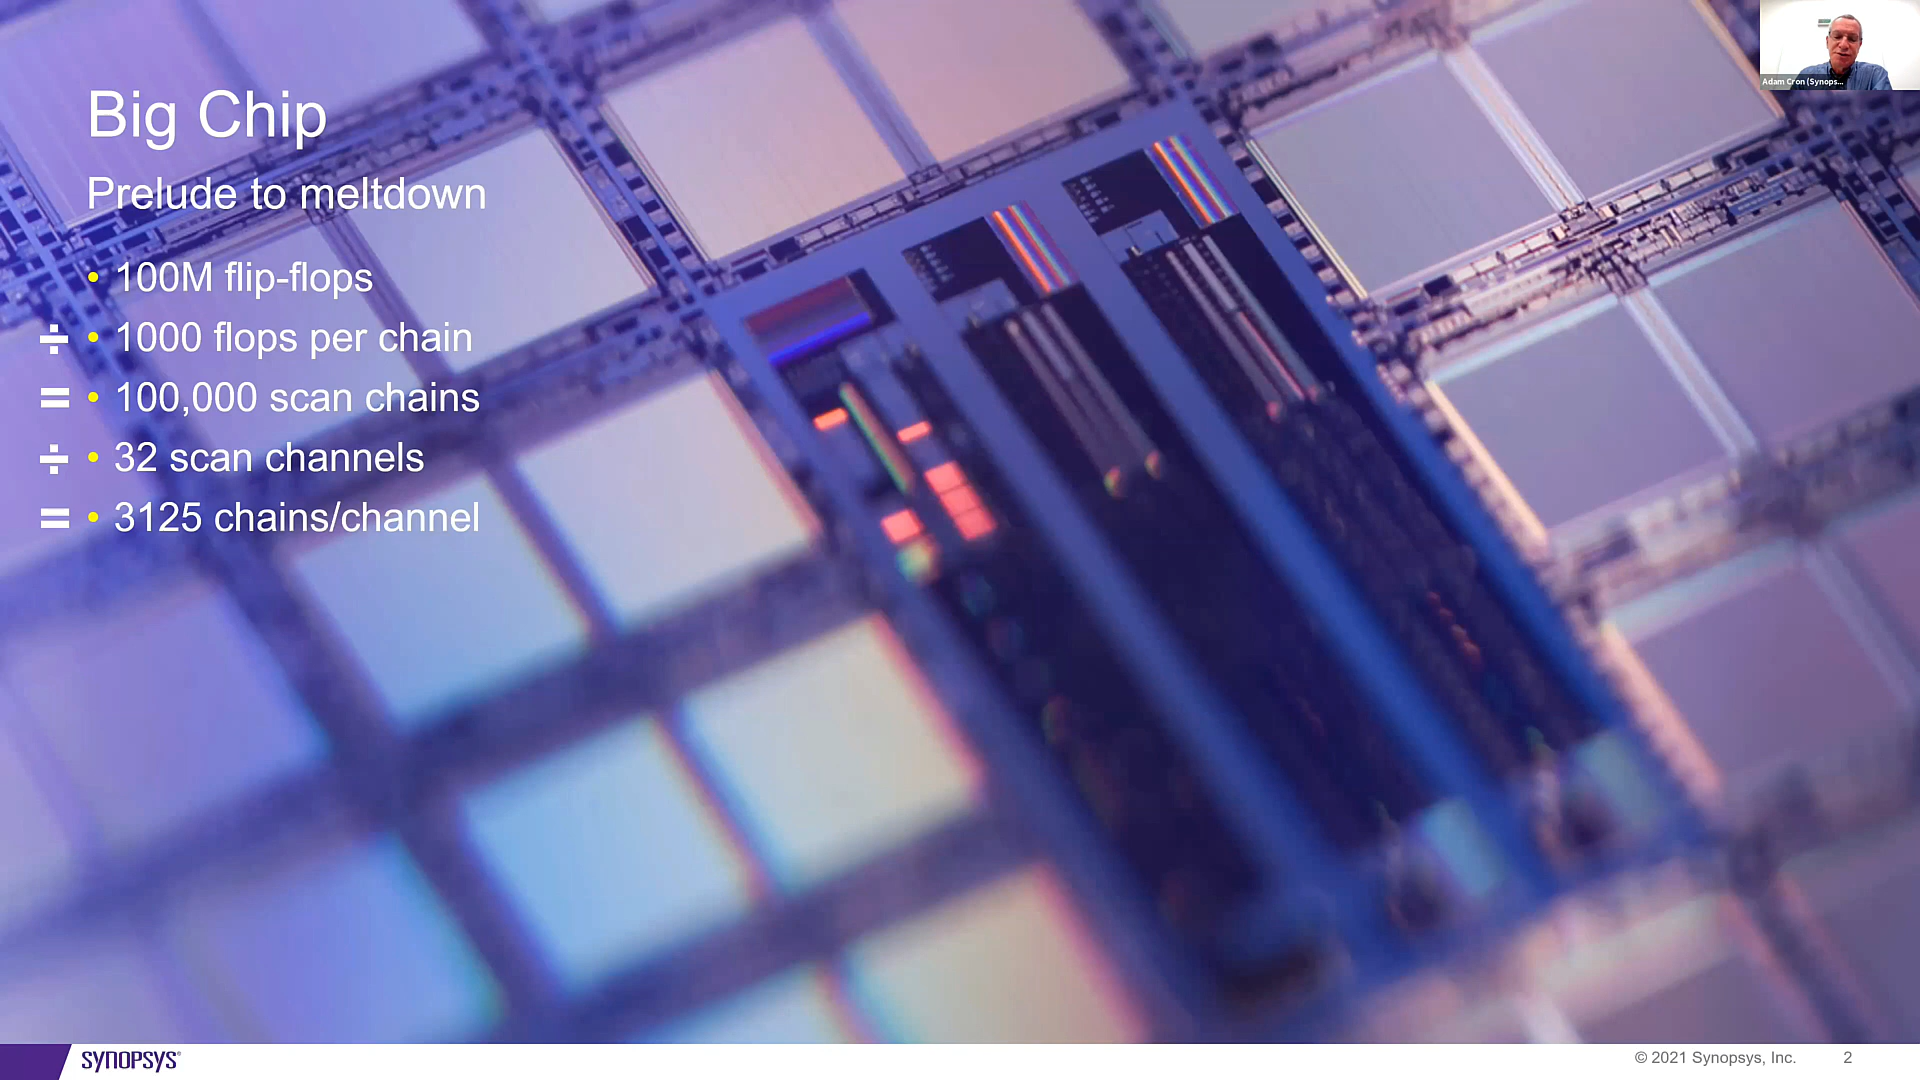 Adam Cron (Synops...
Big Chip
Prelude to meltdown
• 100M flip-flops
÷ • 1000 flops per chain
= • 100,000 scan chains
÷ • 32 scan channels
= • 3125 chains/channel
SYNOPSYS®
© 2021 Synopsys, Inc. 2